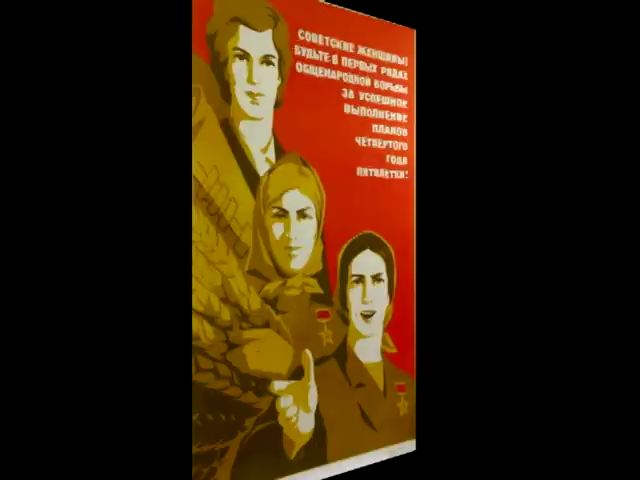 СОВЕТСКИЕ ЖЕНЩИНЫ!
БУДЬТЕ В ПЕРВЫХ РЯДАХ
ОБЩЕНАРОДНОЙ БОРЬБЫ
ЗА УСПЕШНОЕ
ВЫПОЛНЕНИЕ
ПЛАНОВ
ЧЕТВЕРТОГО
ГОДА
ПЯТИЛЕТКИ!